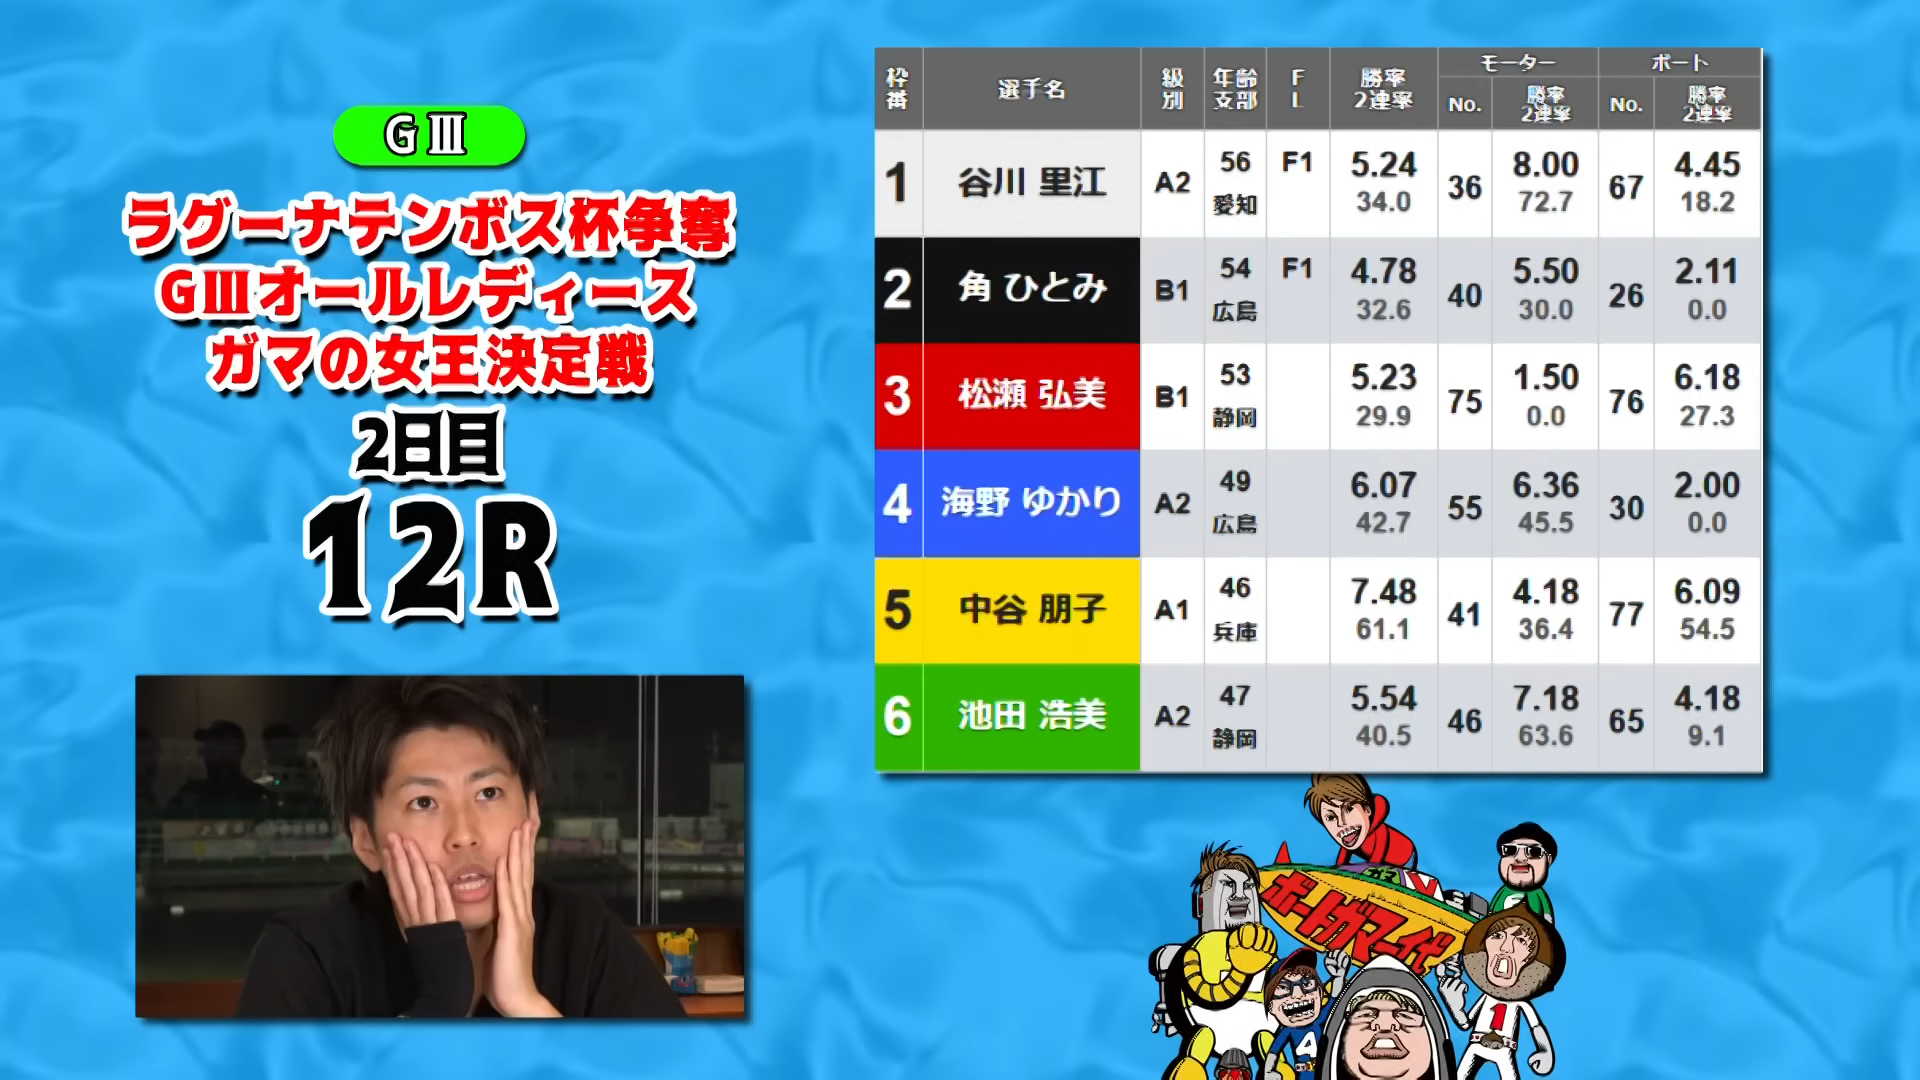 GⅢ
ラグーナテンボス杯争奪
GⅢオールレディース
ガマの女王決定戦
2日目
12R
枠番 選手名 級別 年齢支部 FL 勝率2連率 モーター ボート
No. 勝率2連率 No. 勝率2連率
1 谷川 里江 A2 56 愛知 F1 5.24 34.0 36 8.00 72.7 67 4.45 18.2
2 角 ひとみ B1 54 広島 F1 4.78 32.6 40 5.50 30.0 26 2.11 0.0
3 松瀬 弘美 B1 53 静岡 5.23 29.9 75 1.50 0.0 76 6.18 27.3
4 海野 ゆかり A2 49 広島 6.07 42.7 55 6.36 45.5 30 2.00 0.0
5 中谷 朋子 A1 46 兵庫 7.48 61.1 41 4.18 36.4 77 6.09 54.5
6 池田 浩美 A2 47 静岡 5.54 40.5 46 7.18 63.6 65 4.18 9.1
ガマ
ボートガマ一代
1
4